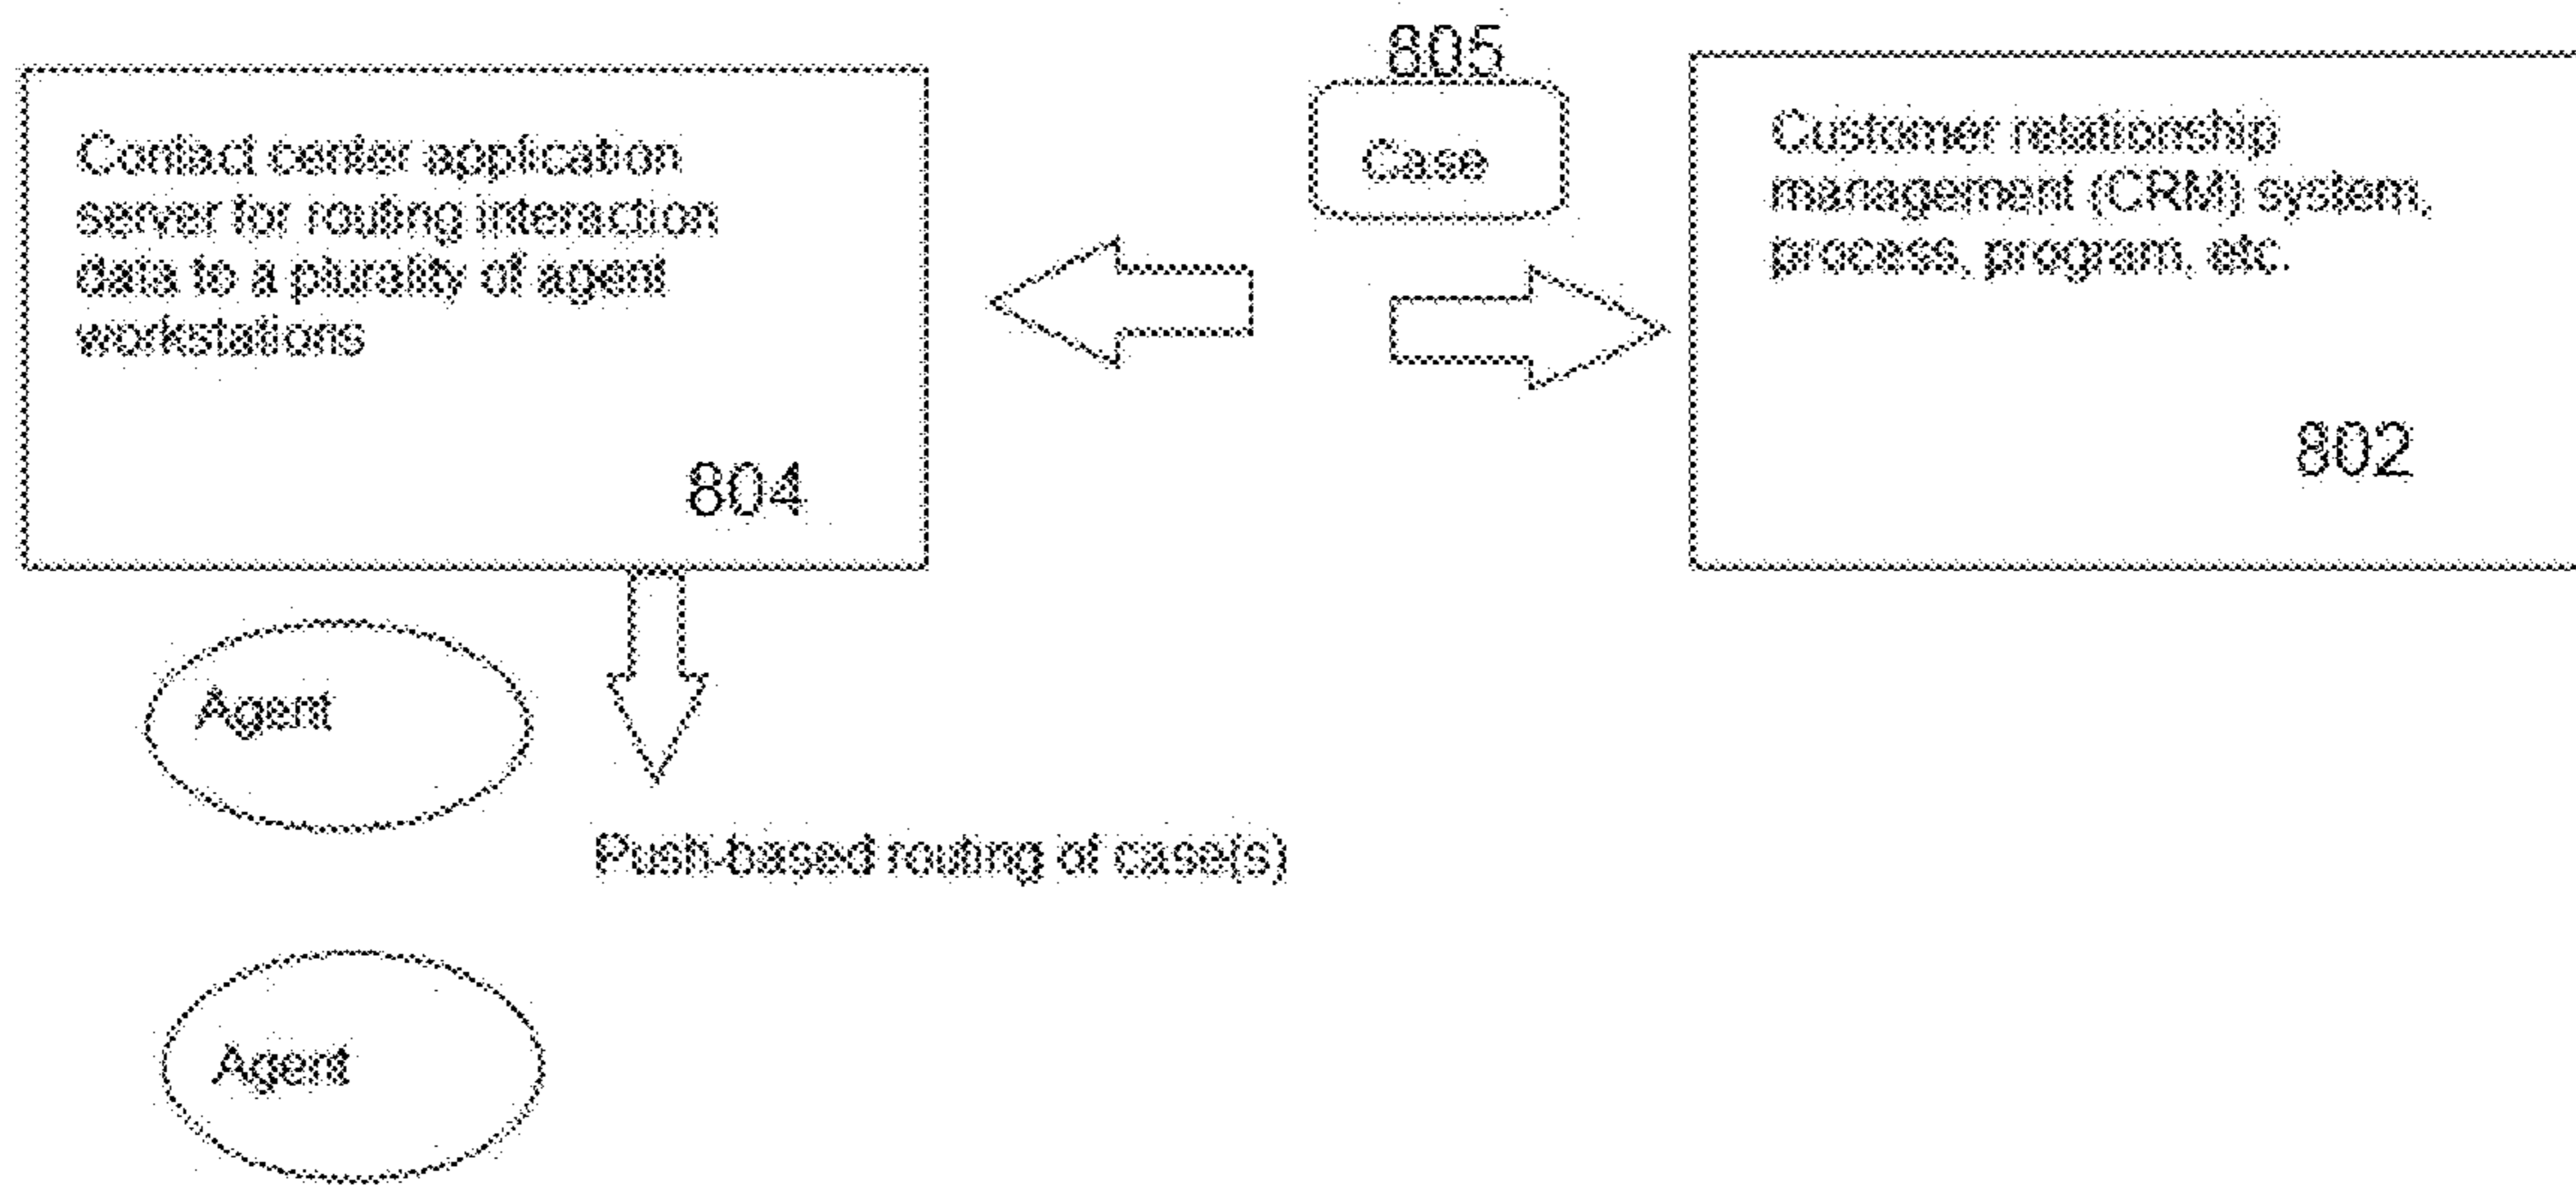 805
Contact center application
server for routing interaction
data to a plurality of agent
workstations
804
Case
Customer relationship
management (CRM) system,
process, program, etc.
802
Agent
Push-based routing of case(s)
Agent